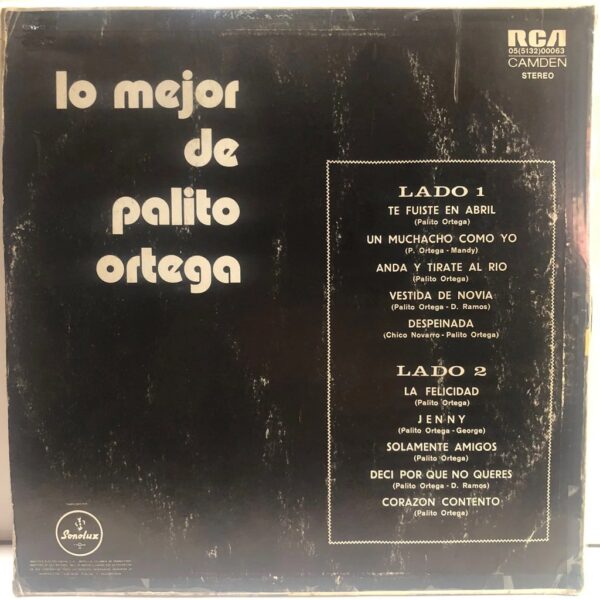 RCA
05(5132)00063
CAMDEN
STEREO
lo mejor
de
palito
ortega
LADO 1
TE FUISTE EN ABRIL
(Palito Ortega)
UN MUCHACHO COMO YO
(P. Ortega - Mandy)
ANDA Y TIRATE AL RIO
(Palito Ortega)
VESTIDA DE NOVIA
(Palito Ortega - D. Ramos)
DESPEINADA
(Chico Novarro - Palito Ortega)
LADO 2
LA FELICIDAD
(Palito Ortega)
JENNY
(Palito Ortega - George)
SOLAMENTE AMIGOS
(Palito Ortega)
DECI POR QUE NO QUERES
(Palito Ortega - D. Ramos)
CORAZON CONTENTO
(Palito Ortega)
Sonolux